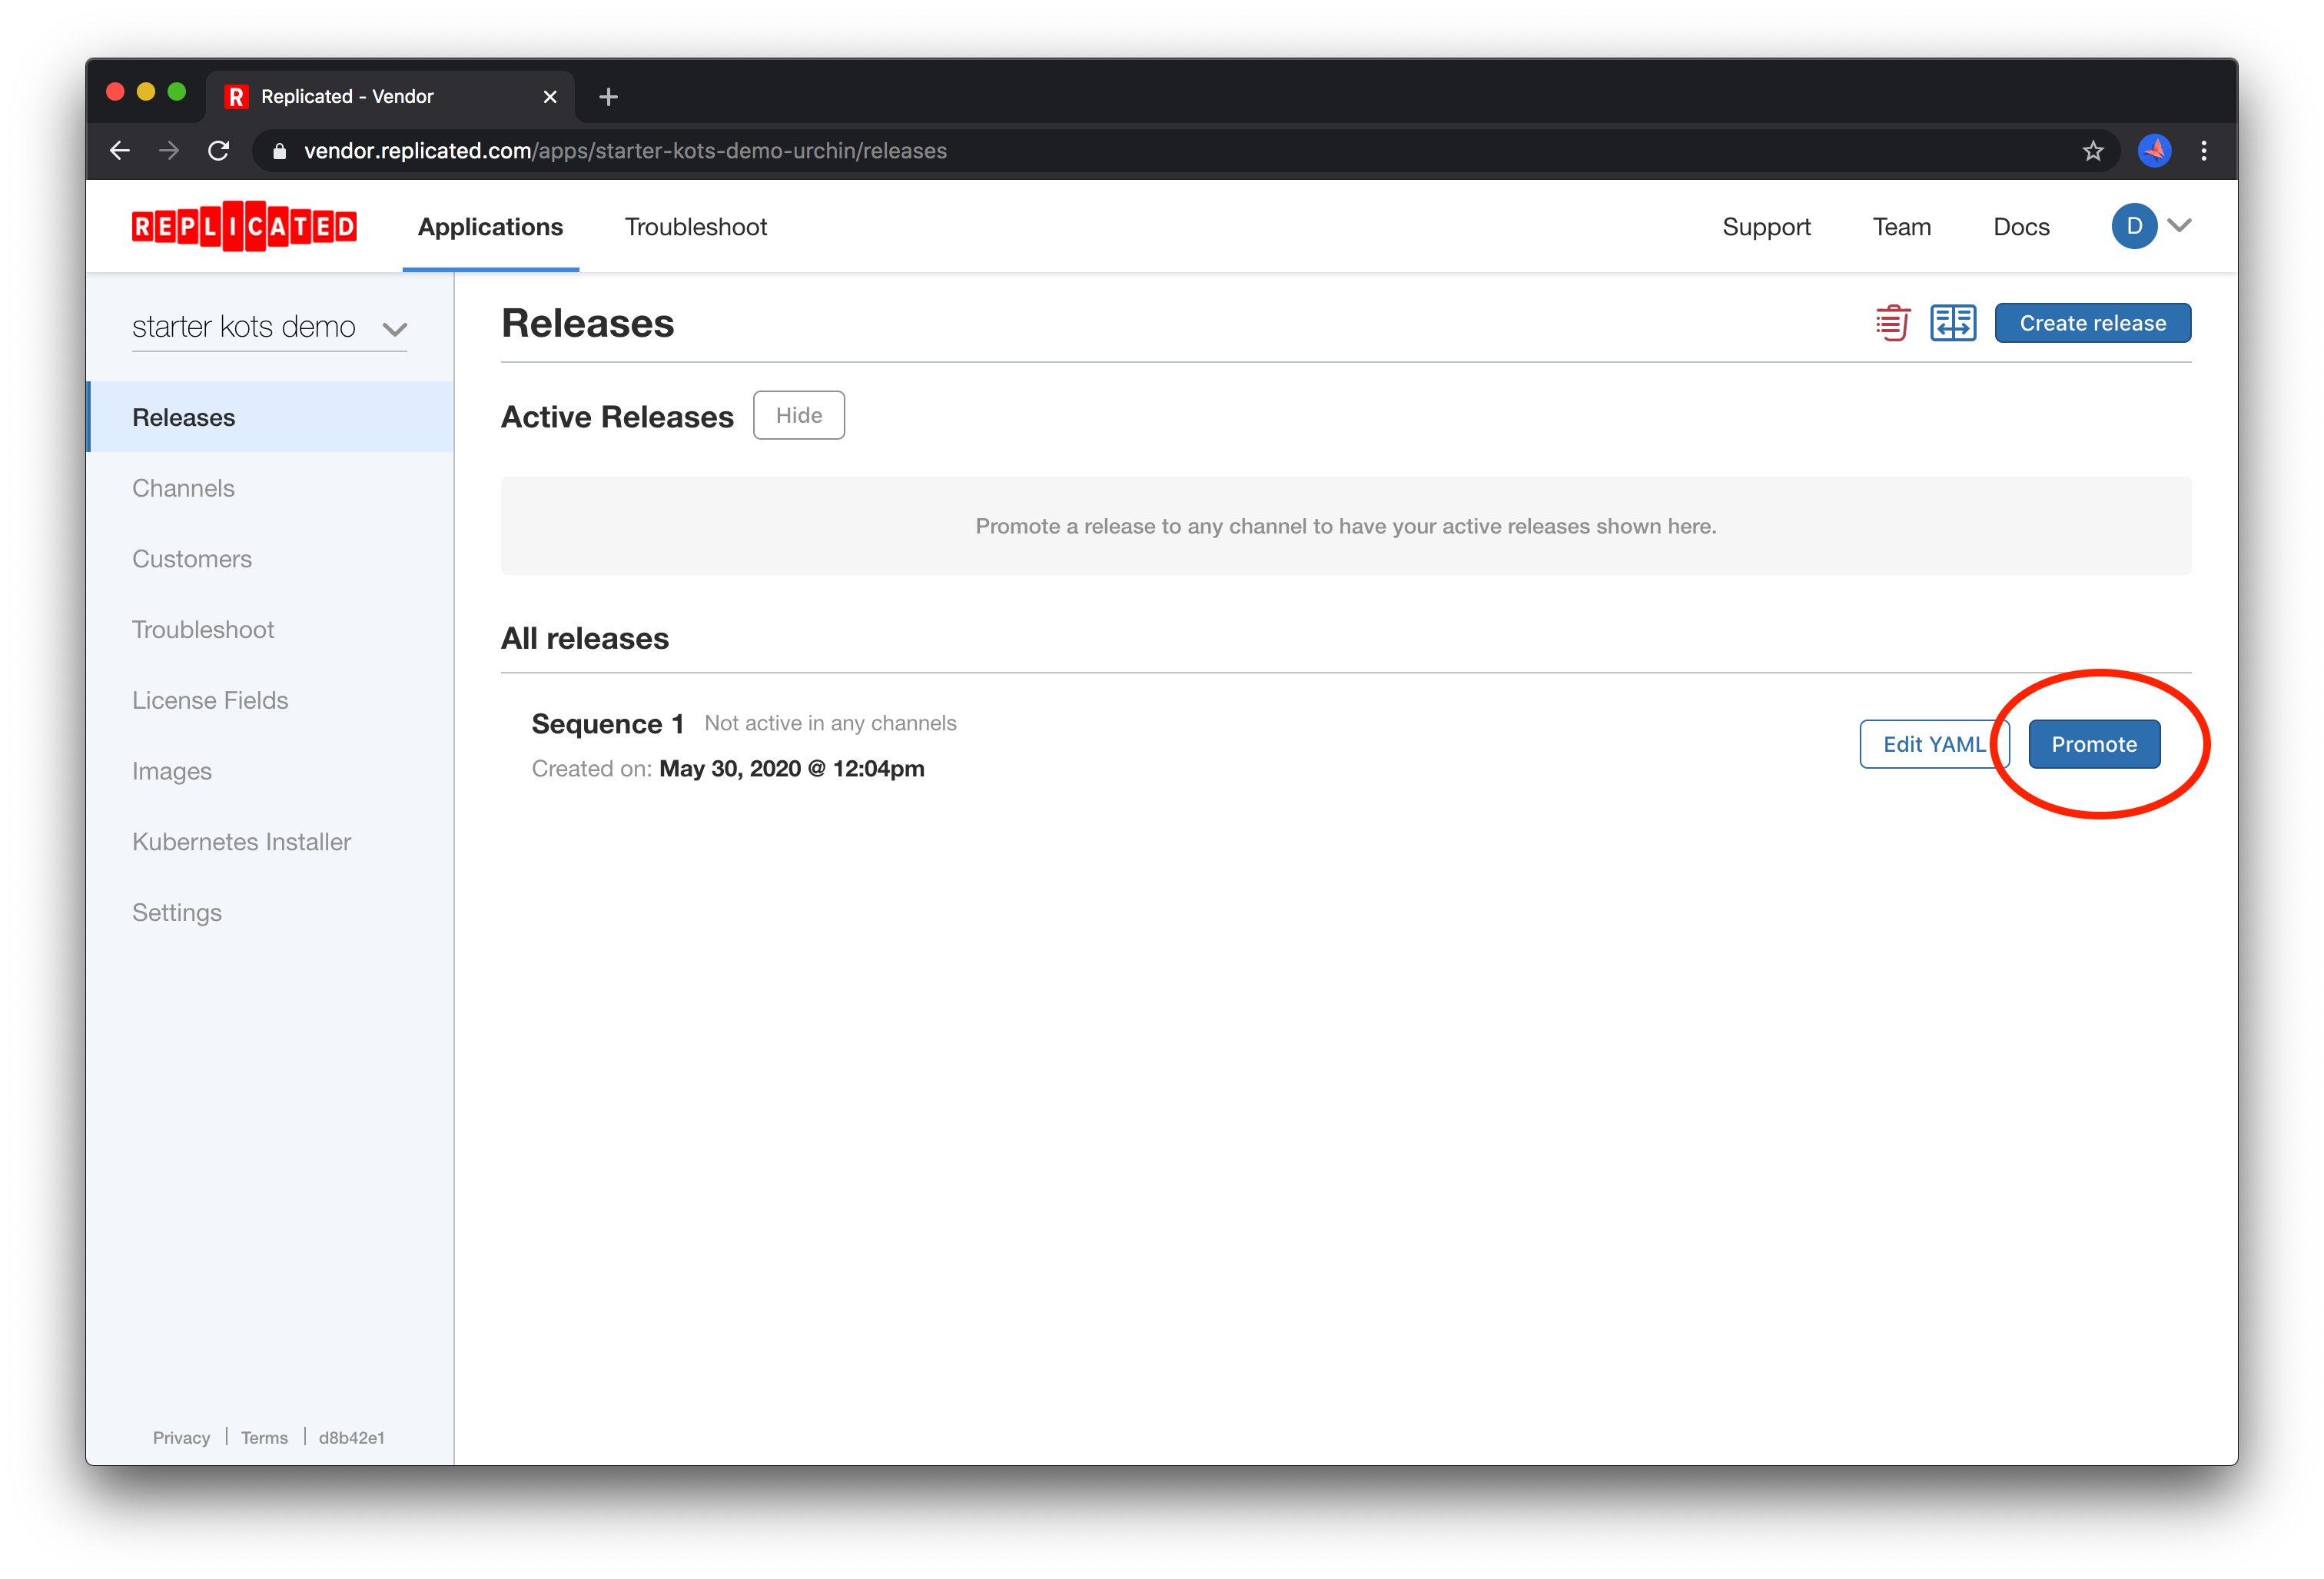 R Replicated - Vendor
vendor.replicated.com/apps/starter-kots-demo-urchin/releases
REPLICATED Applications Troubleshoot Support Team Docs D
starter kots demo
Releases
Channels
Customers
Troubleshoot
License Fields
Images
Kubernetes Installer
Settings
Privacy | Terms | d8b42e1
Releases Create release
Active Releases Hide
Promote a release to any channel to have your active releases shown here.
All releases
Sequence 1 Not active in any channels
Created on: May 30, 2020 @ 12:04pm
Edit YAML Promote